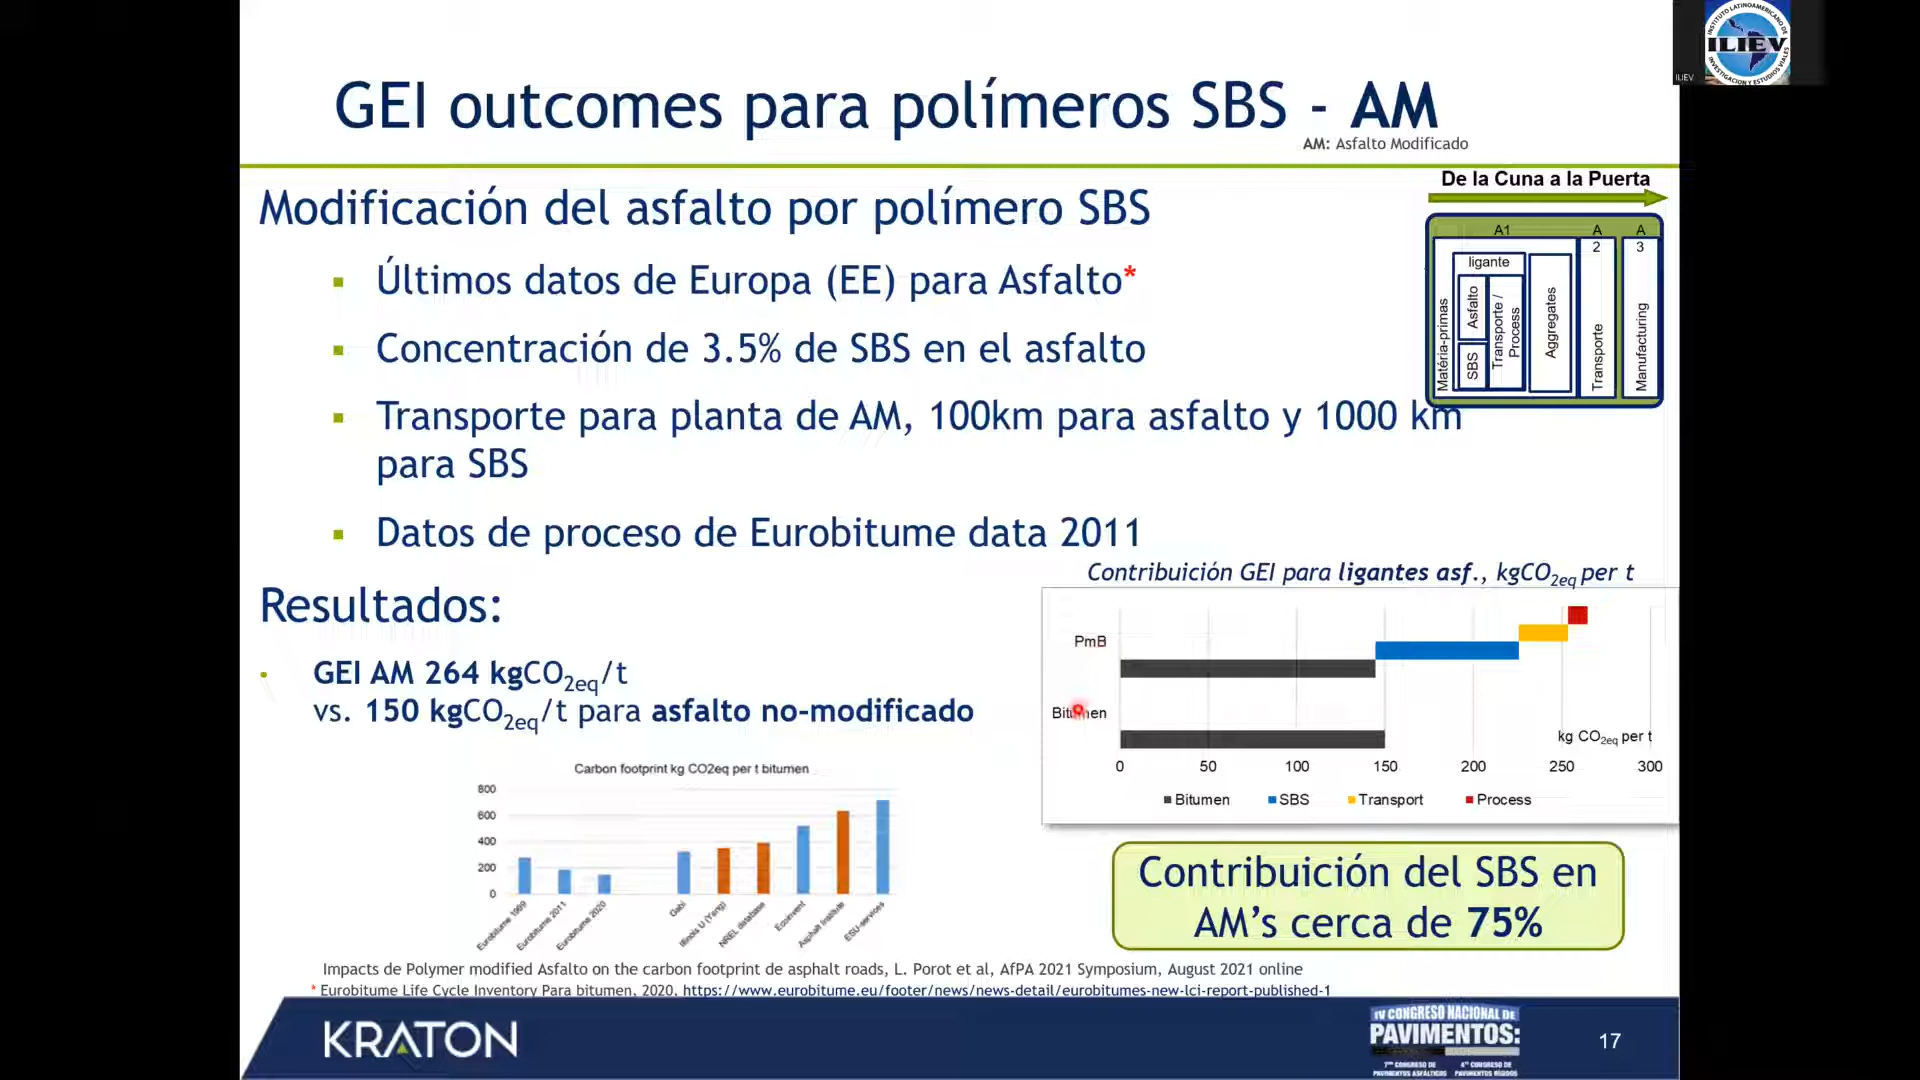 INSTITUTO LATINOAMERICANO DE
ILIEV
INVESTIGACION Y ESTUDIOS VIALES
ILIEV
GEI outcomes para polímeros SBS - AM
AM: Asfalto Modificado
De la Cuna a la Puerta
A1
A
2
A
3
ligante
Matéria-primas
SBS
Asfalto
Transporte /
Process
Aggregates
Transporte
Manufacturing
Modificación del asfalto por polímero SBS
Últimos datos de Europa (EE) para Asfalto*
Concentración de 3.5% de SBS en el asfalto
Transporte para planta de AM, 100km para asfalto y 1000 km
para SBS
Datos de proceso de Eurobitume data 2011
Resultados:
GEI AM 264 kgCO2eq/t
vs. 150 kgCO2eq/t para asfalto no-modificado
Contribuición GEI para ligantes asf., kgCO2eq per t
PmB
Bitumen
kg CO2eq per t
0 50 100 150 200 250 300
Bitumen SBS Transport Process
Carbon footprint kg CO2eq per t bitumen
800
600
400
200
0
Eurobitume 1999
Eurobitume 2011
Eurobitume 2020
Gabi
Illinois U (Yang)
NREL database
Ecoinvent
Asphalt Institute
ESU-services
Contribuición del SBS en
AM's cerca de 75%
Impacts de Polymer modified Asfalto on the carbon footprint de asphalt roads, L. Porot et al, AfPA 2021 Symposium, August 2021 online
* Eurobitume Life Cycle Inventory Para bitumen, 2020, https://www.eurobitume.eu/footer/news/news-detail/eurobitumes-new-lci-report-published-1
KRATON
IV CONGRESO NACIONAL DE
PAVIMENTOS:
7mo CONGRESO DE
PAVIMENTOS ASFÁLTICOS
4to CONGRESO DE
PAVIMENTOS RÍGIDOS
17